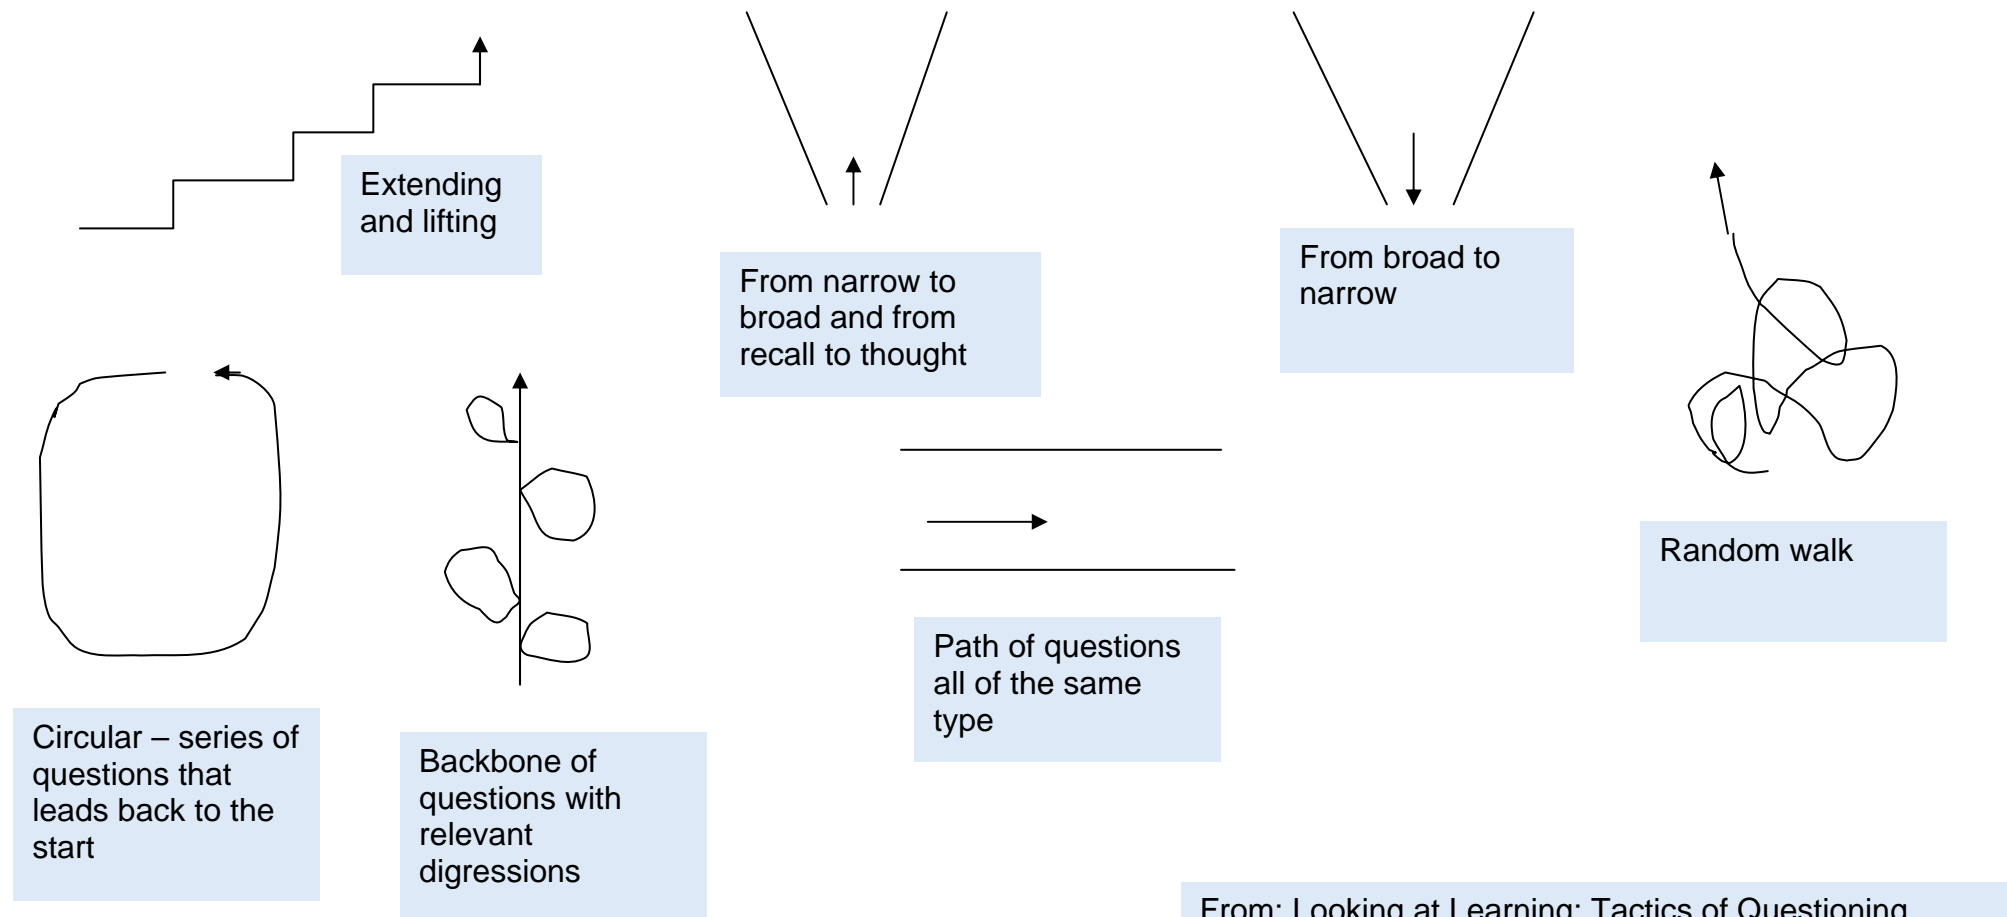 Extending
and lifting
From narrow to
broad and from
recall to thought
From broad to
narrow
Random walk
Circular – series of
questions that
leads back to the
start
Backbone of
questions with
relevant
digressions
Path of questions
all of the same
type
From: Looking at Learning: Tactics of Questioning